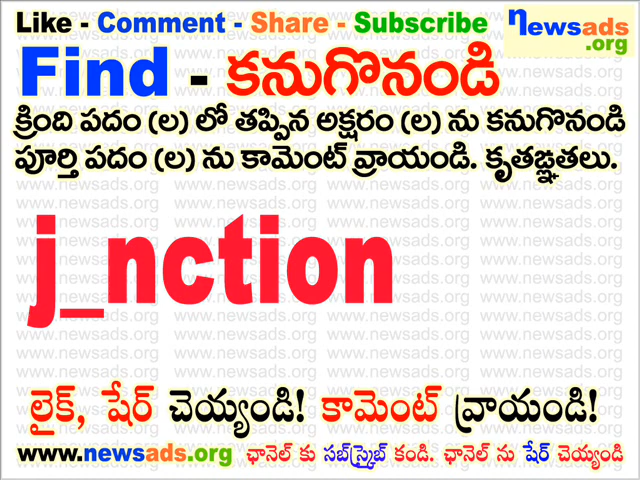 Like - Comment - Share - Subscribe
newsads
.org
Find - కనుగొనండి
క్రింది పదం (ల) లో తప్పిన అక్షరం (ల) ను కనుగొనండి
పూర్తి పదం (ల) ను కామెంట్ వ్రాయండి. కృతఙ్ఞతలు.
j_nction
లైక్, షేర్ చెయ్యండి! కామెంట్ వ్రాయండి!
www.newsads.org ఛానెల్ కు సబ్‌స్క్రైబ్ కండి. ఛానెల్ ను షేర్ చెయ్యండి